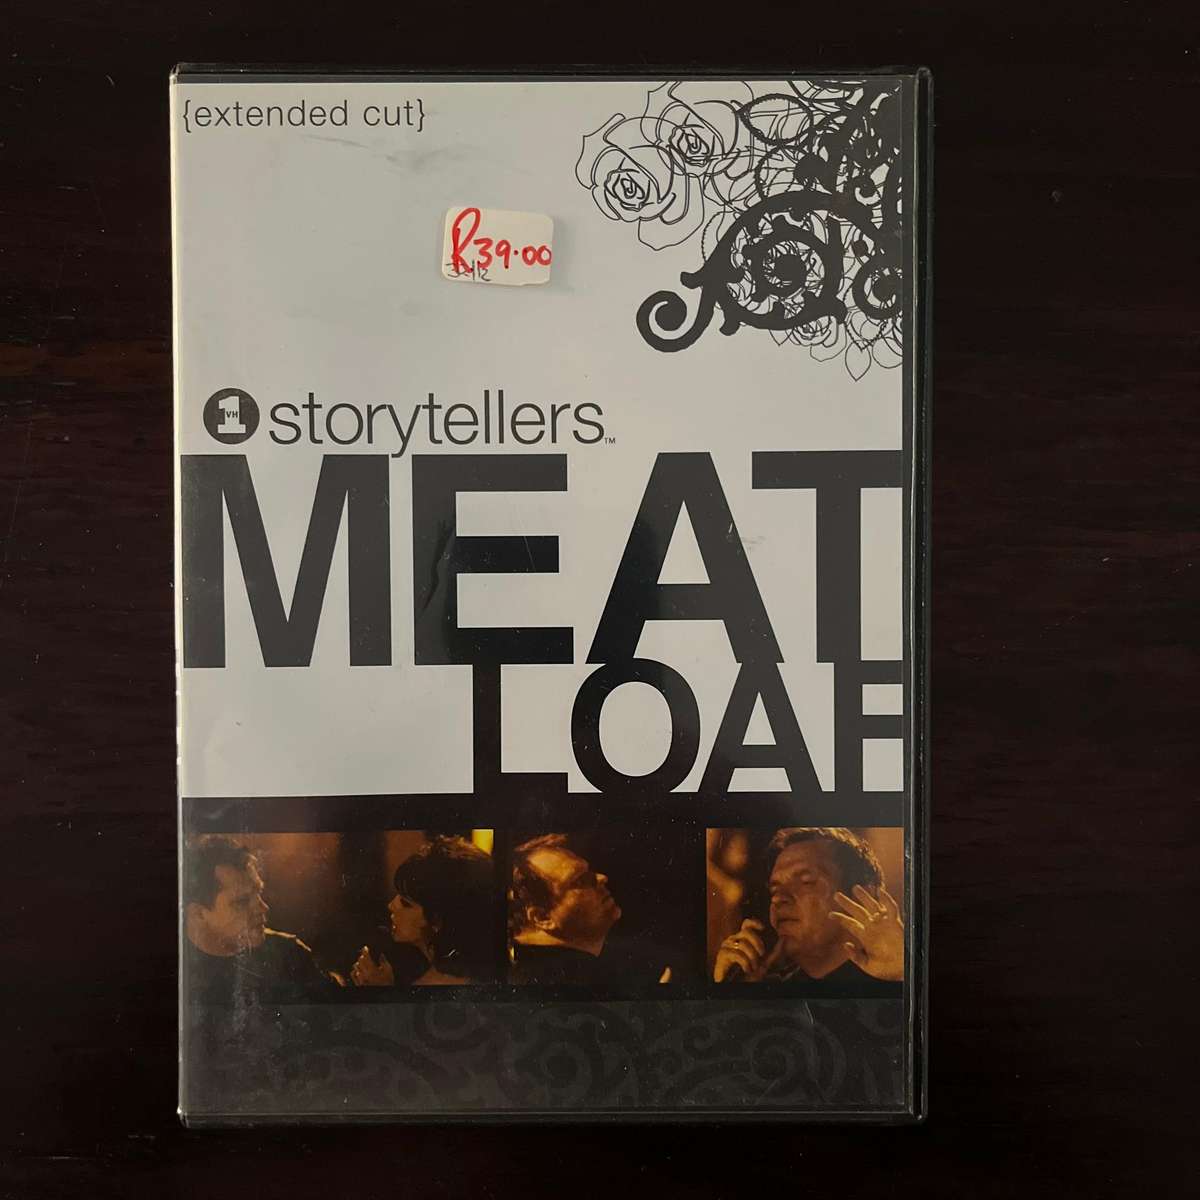 {extended cut}
R39.00
VH1 storytellers™
MEAT
LOAF